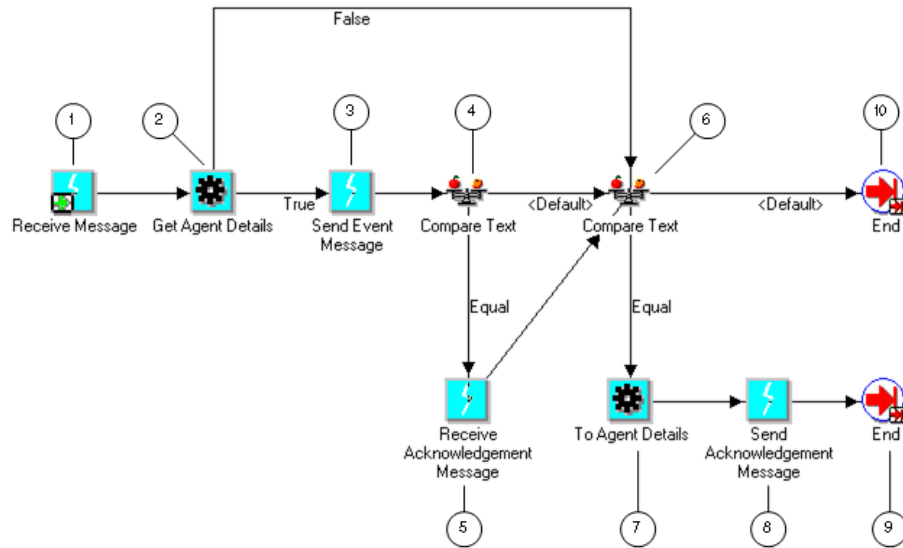 False
1
2
3
4
6
10
Receive Message
Get Agent Details
True
Send Event
Message
Compare Text
<Default>
Compare Text
<Default>
End
Equal
Equal
Receive
Acknowledgement
Message
To Agent Details
Send
Acknowledgement
Message
End
5
7
8
9